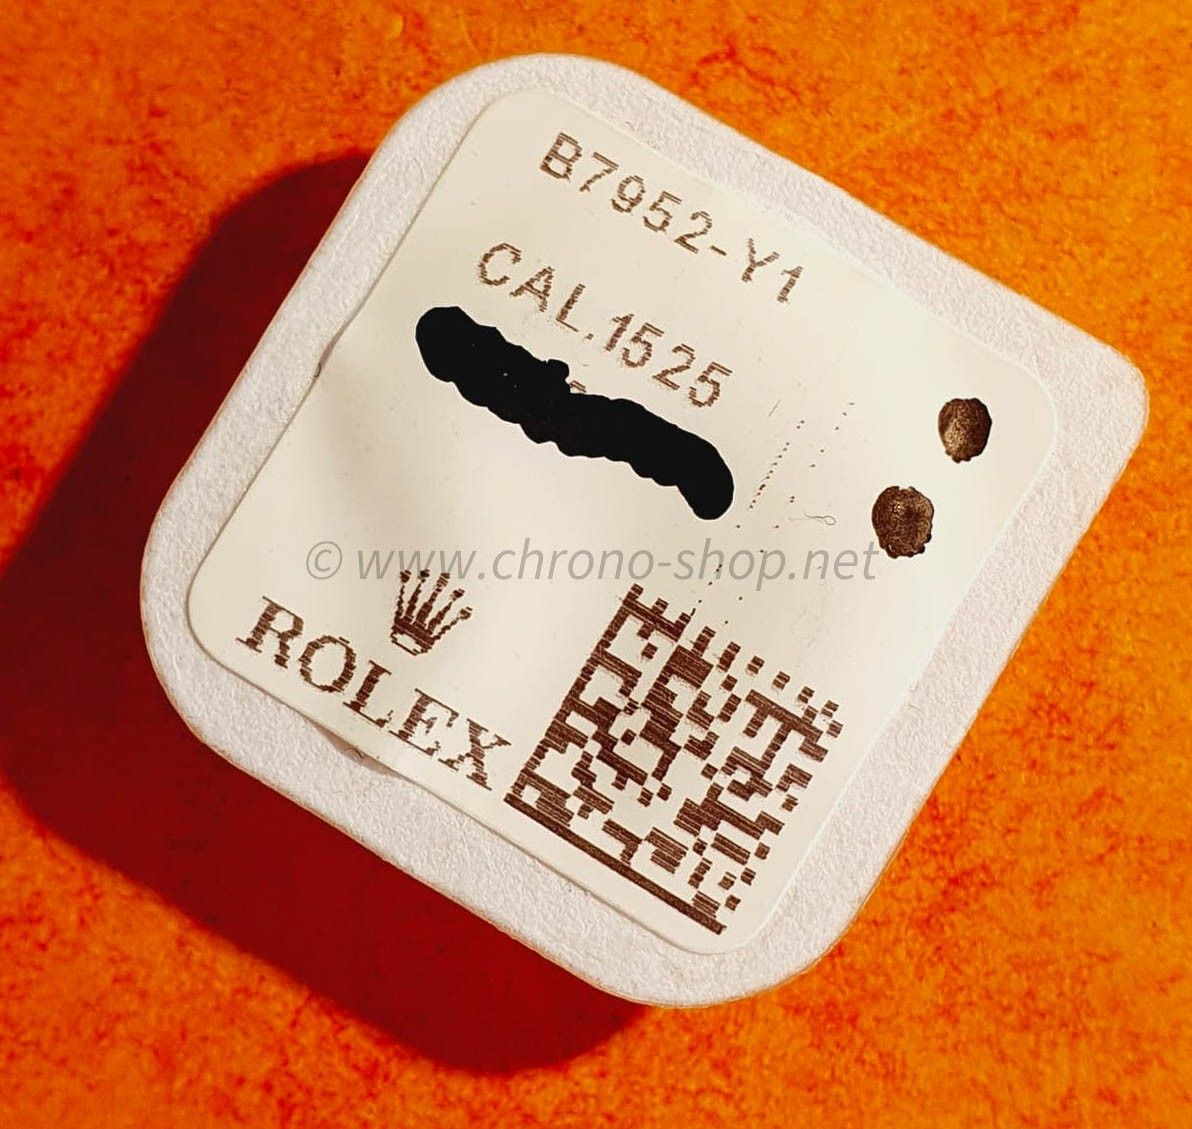 B7952-Y1
CAL.1525
© www.chrono-shop.net
ROLEX